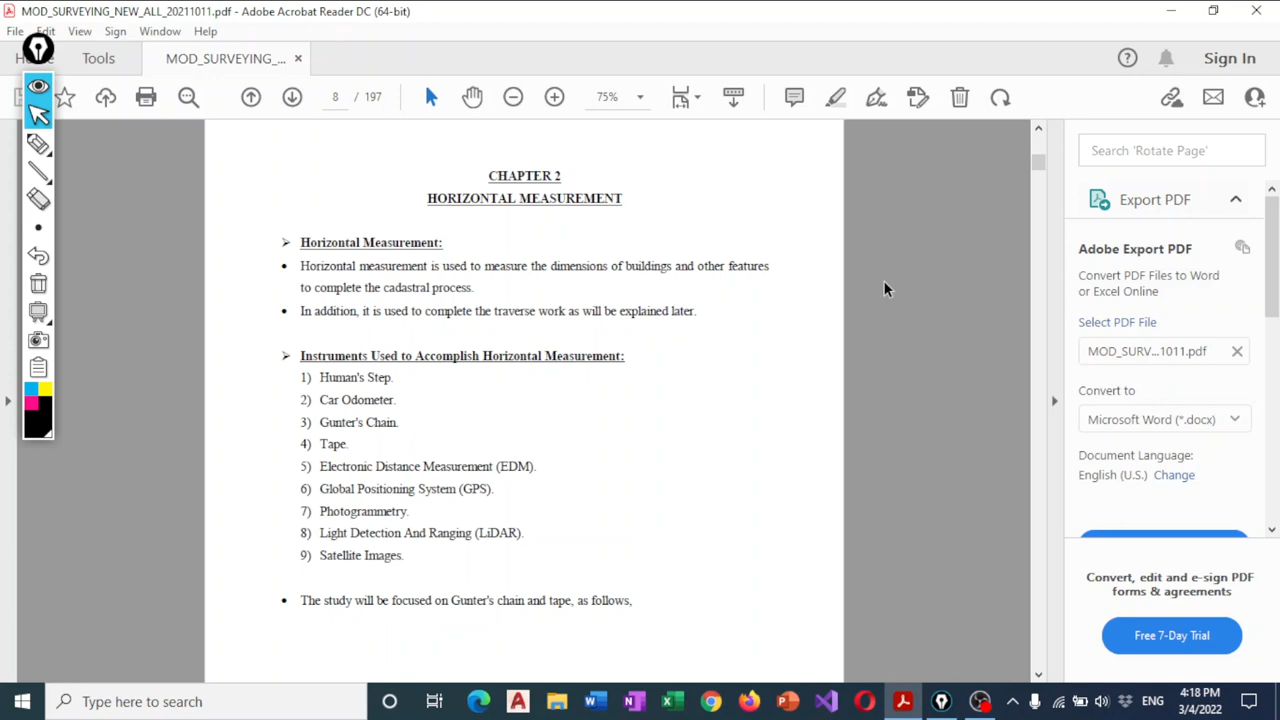 MOD_SURVEYING_NEW_ALL_20211011.pdf - Adobe Acrobat Reader DC (64-bit)
File Edit View Sign Window Help
Tools MOD_SURVEYING_... Sign In
8 / 197 75%
CHAPTER 2
HORIZONTAL MEASUREMENT
➢ Horizontal Measurement:
• Horizontal measurement is used to measure the dimensions of buildings and other features
to complete the cadastral process.
• In addition, it is used to complete the traverse work as will be explained later.
➢ Instruments Used to Accomplish Horizontal Measurement:
1) Human's Step.
2) Car Odometer.
3) Gunter's Chain.
4) Tape.
5) Electronic Distance Measurement (EDM).
6) Global Positioning System (GPS).
7) Photogrammetry.
8) Light Detection And Ranging (LiDAR).
9) Satellite Images.
• The study will be focused on Gunter's chain and tape, as follows,
Search 'Rotate Page'
Export PDF
Adobe Export PDF
Convert PDF Files to Word
or Excel Online
Select PDF File
MOD_SURV...1011.pdf
Convert to
Microsoft Word (*.docx)
Document Language:
English (U.S.) Change
Convert, edit and e-sign PDF
forms & agreements
Free 7-Day Trial
Type here to search
ENG
4:18 PM
3/4/2022